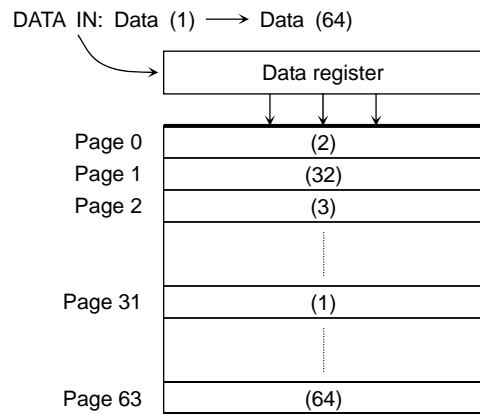 DATA IN: Data (1) Data (64)
Data register
Page 0 (2)
Page 1 (32)
Page 2 (3)
Page 31 (1)
Page 63 (64)